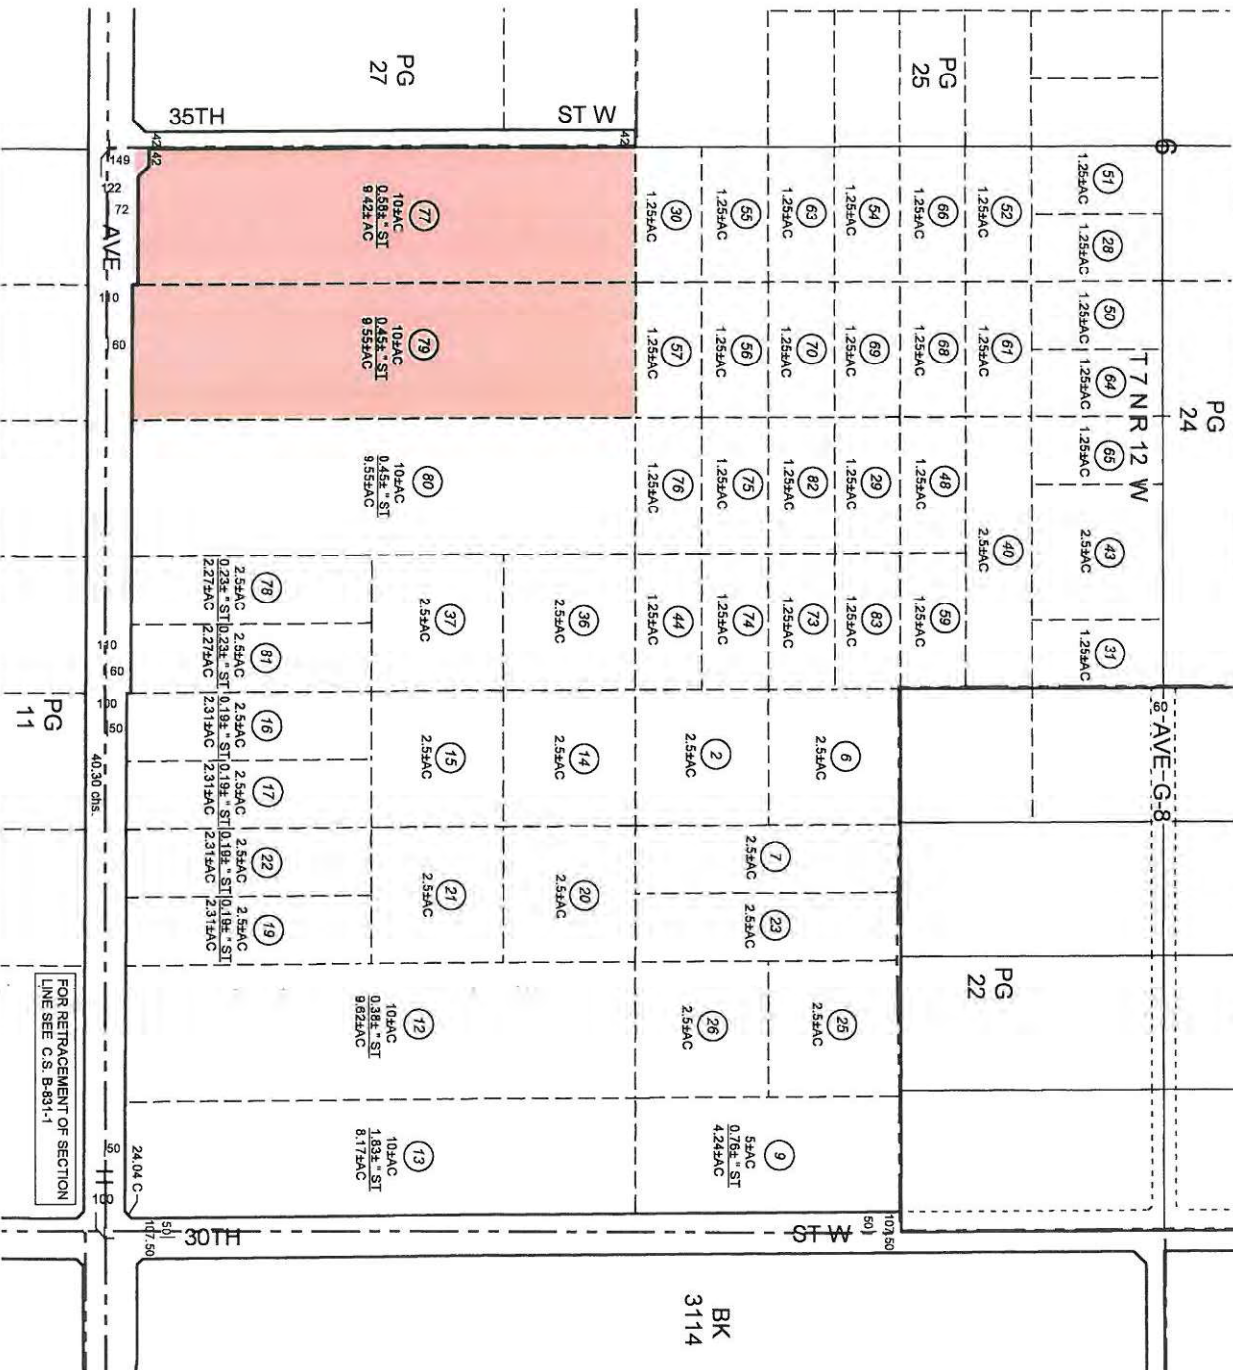 PG
27
PG
25
PG
24
35TH
ST W
42
42
42
6
T 7 N R 12 W
51
1.25±AC
28
1.25±AC
50
1.25±AC
64
1.25±AC
65
1.25±AC
43
2.5±AC
31
1.25±AC
52
1.25±AC
61
1.25±AC
40
2.5±AC
66
1.25±AC
68
1.25±AC
48
1.25±AC
59
1.25±AC
54
1.25±AC
69
1.25±AC
29
1.25±AC
83
1.25±AC
63
1.25±AC
70
1.25±AC
82
1.25±AC
73
1.25±AC
55
1.25±AC
56
1.25±AC
75
1.25±AC
74
1.25±AC
30
1.25±AC
57
1.25±AC
76
1.25±AC
44
1.25±AC
77
10±AC
0.58± " ST
9.42±AC
79
10±AC
0.45± " ST
9.55±AC
80
10±AC
0.45± " ST
9.55±AC
36
2.5±AC
37
2.5±AC
78
2.5±AC
0.23± " ST
2.27±AC
81
2.5±AC
0.23± " ST
2.27±AC
6
2.5±AC
2
2.5±AC
14
2.5±AC
15
2.5±AC
16
2.5±AC
0.19± " ST
2.31±AC
17
2.5±AC
0.19± " ST
2.31±AC
7
2.5±AC
23
2.5±AC
20
2.5±AC
21
2.5±AC
22
2.5±AC
0.19± " ST
2.31±AC
19
2.5±AC
0.19± " ST
2.31±AC
25
2.5±AC
26
2.5±AC
12
10±AC
0.38± " ST
9.62±AC
9
5±AC
0.76± " ST
4.24±AC
13
10±AC
1.83± " ST
8.17±AC
60
AVE G-8
PG
22
149
122
72
AVE
110
60
110
60
100
50
40.30 chs.
PG
11
50
100
24.04 C
50
107.50
30TH
ST W
50
107.50
FOR RETRACEMENT OF SECTION
LINE SEE C.S. B-831-1
BK
3114